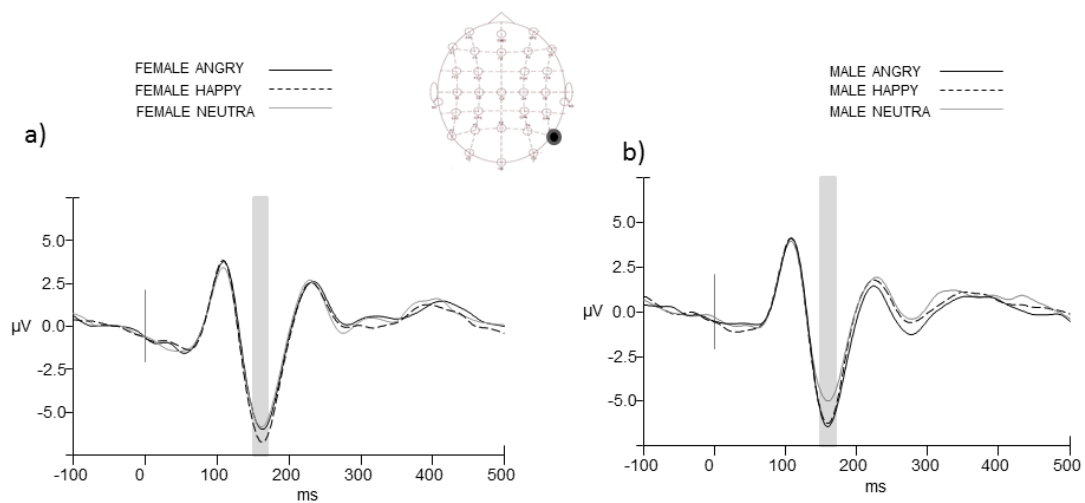 FEMALE ANGRY
FEMALE HAPPY
FEMALE NEUTRA
MALE ANGRY
MALE HAPPY
MALE NEUTRA
a)
5.0
2.5
µV
0.0
-2.5
-5.0
-100
0
100
200
300
400
500
ms
b)
5.0
2.5
µV
0.0
-2.5
-5.0
-100
0
100
200
300
400
500
ms